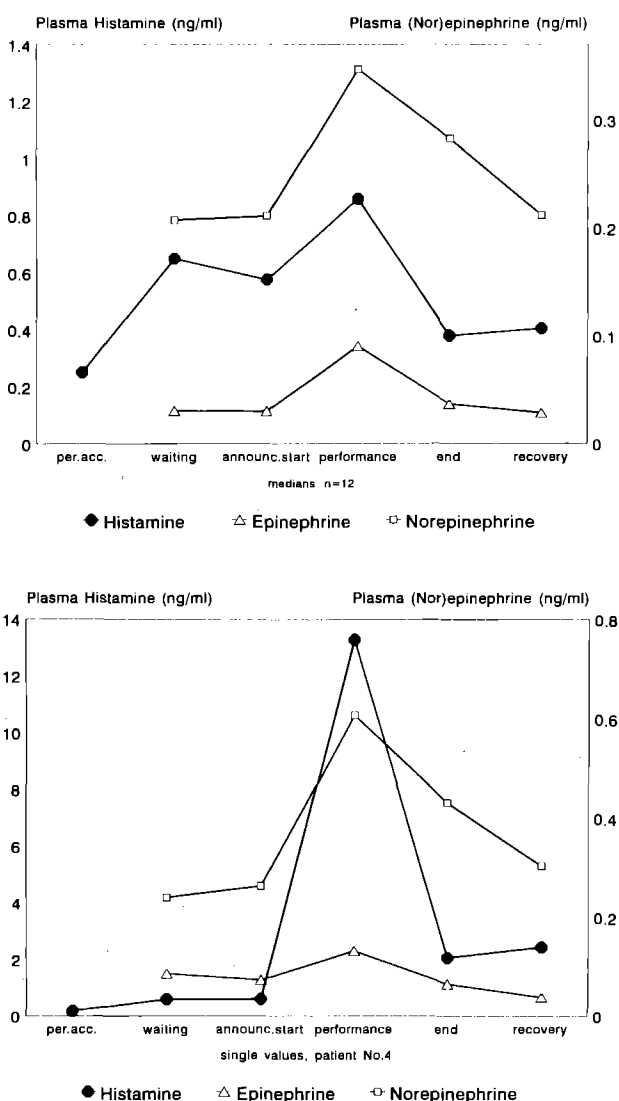 Plasma Histamine (ng/ml) Plasma (Nor)epinephrine (ng/ml)
1.4
1.2
0.3
1
0.8
0.2
0.6
0.4
0.1
0.2
0 0
per.acc. waiting announc.start performance end recovery
medians n=12
Histamine Epinephrine Norepinephrine
Plasma Histamine (ng/ml) Plasma (Nor)epinephrine (ng/ml)
14 0.8
12
0.6
10
8
0.4
6
4
0.2
2
0 0
per.acc. waiting announc.start performance end recovery
single values, patient No.4
Histamine Epinephrine Norepinephrine